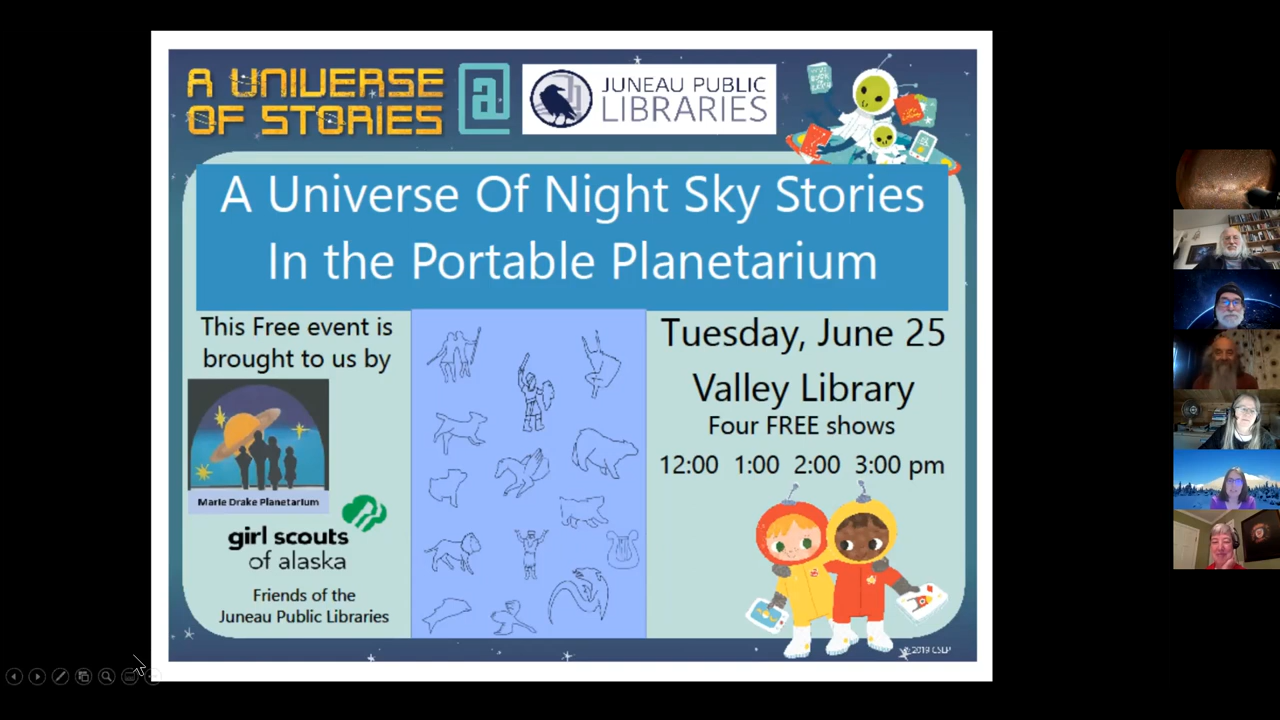 A UNIVERSE
OF STORIES
@
JUNEAU PUBLIC
LIBRARIES
A Universe Of Night Sky Stories
In the Portable Planetarium
This Free event is
brought to us by
Marie Drake Planetarium
girl scouts
of alaska
Friends of the
Juneau Public Libraries
Tuesday, June 25
Valley Library
Four FREE shows
12:00 1:00 2:00 3:00 pm
© 2019 CSLP